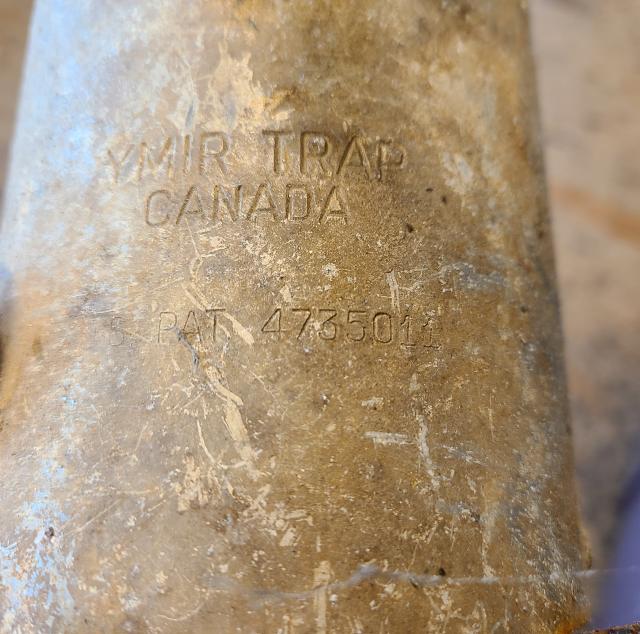 YMIR TRAP
CANADA
S PAT. 4735011